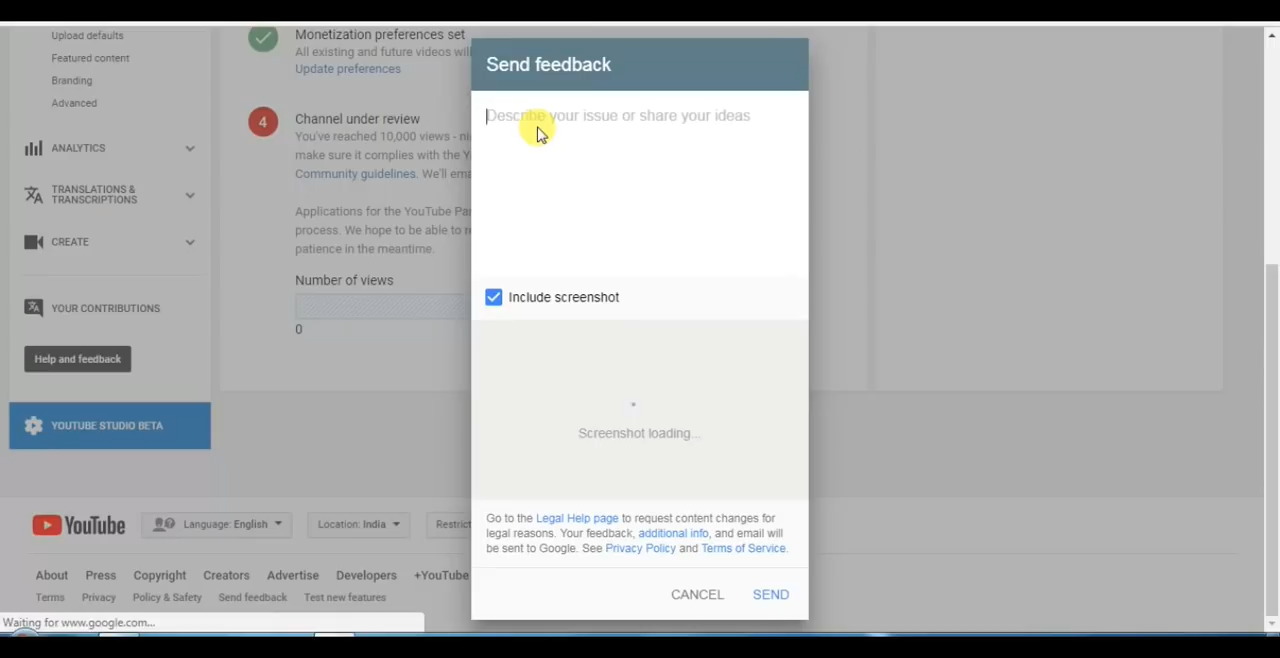 Upload defaults
Featured content
Branding
Advanced
ANALYTICS
TRANSLATIONS &
TRANSCRIPTIONS
CREATE
YOUR CONTRIBUTIONS
Help and feedback
YOUTUBE STUDIO BETA
Monetization preferences set
All existing and future videos wil
Update preferences
4
Channel under review
You've reached 10,000 views -
make sure it complies with the Y
Community guidelines. We'll ema
Applications for the YouTube Pa
process. We hope to be able to r
patience in the meantime.
Number of views
0
Send feedback
Describe your issue or share your ideas
Include screenshot
Screenshot loading...
Go to the Legal Help page to request content changes for
legal reasons. Your feedback, additional info, and email will
be sent to Google. See Privacy Policy and Terms of Service.
CANCEL SEND
YouTube Language: English Location: India Restric
About Press Copyright Creators Advertise Developers +YouTube
Terms Privacy Policy & Safety Send feedback Test new features
Waiting for www.google.com...